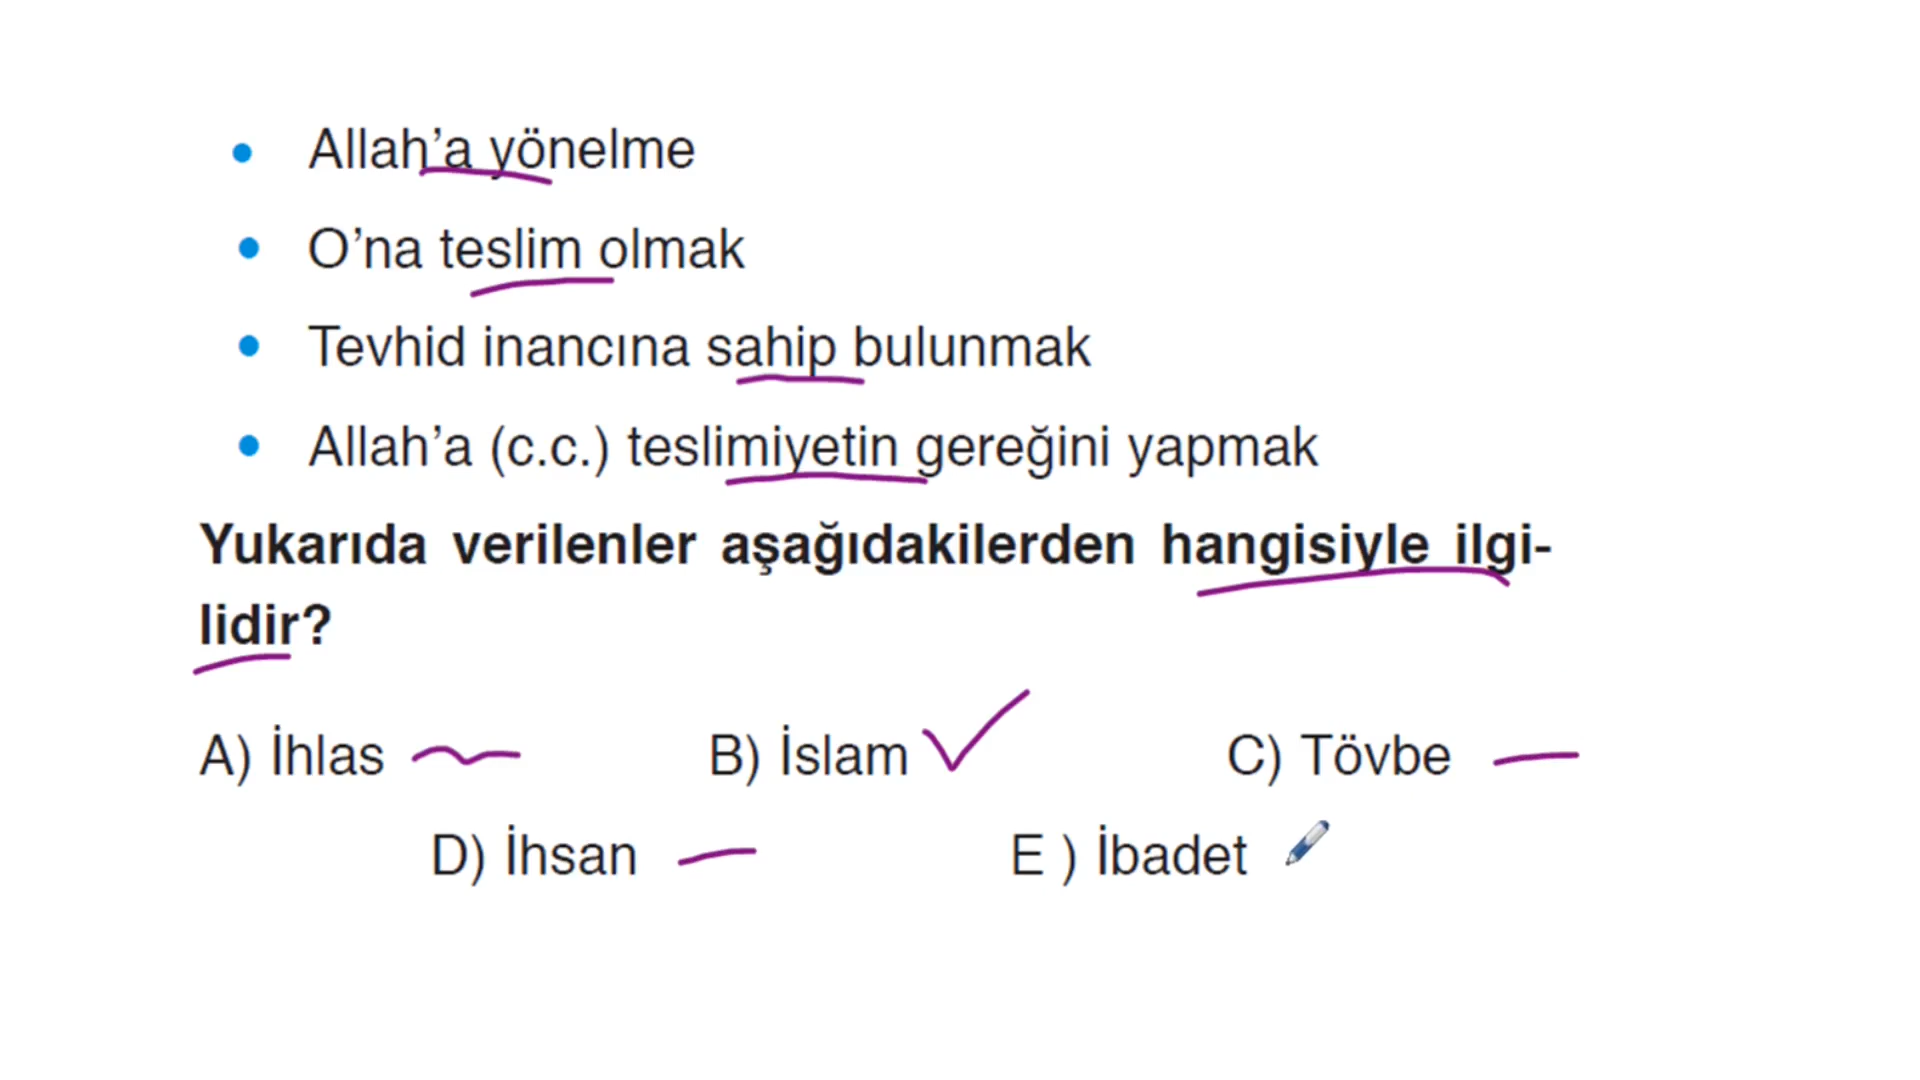 • Allah’a yönelme
• O’na teslim olmak
• Tevhid inancına sahip bulunmak
• Allah’a (c.c.) teslimiyetin gereğini yapmak
Yukarıda verilenler aşağıdakilerden hangisiyle ilgi-
lidir?
A) İhlas B) İslam C) Tövbe
D) İhsan E ) İbadet